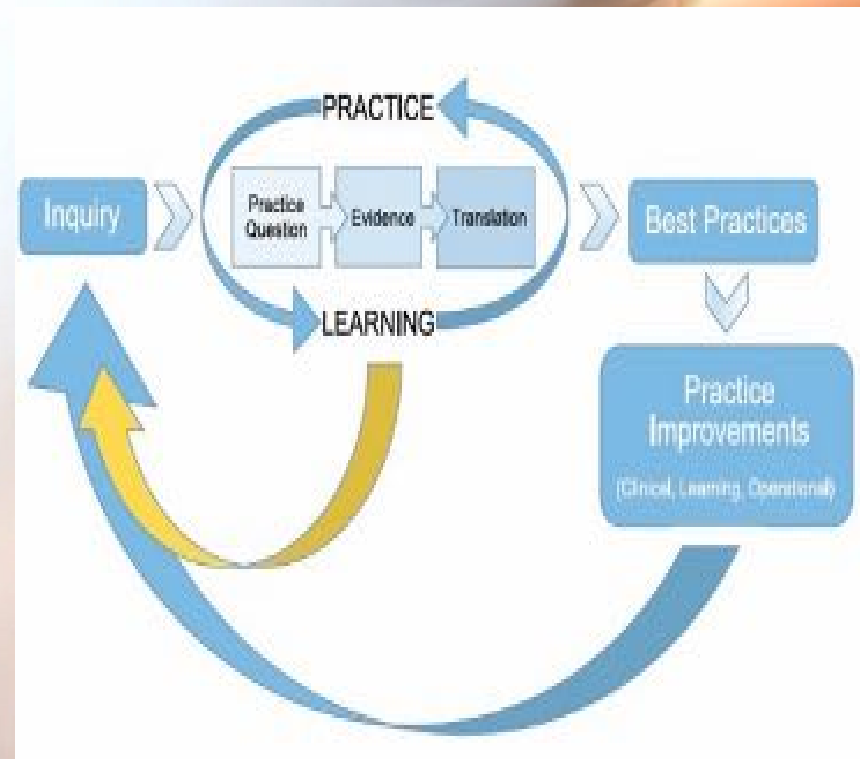 PRACTICE
Inquiry
Practice
Question
Evidence
Translation
LEARNING
Best Practices
Practice
Improvements
(Clinical, Learning, Operational)